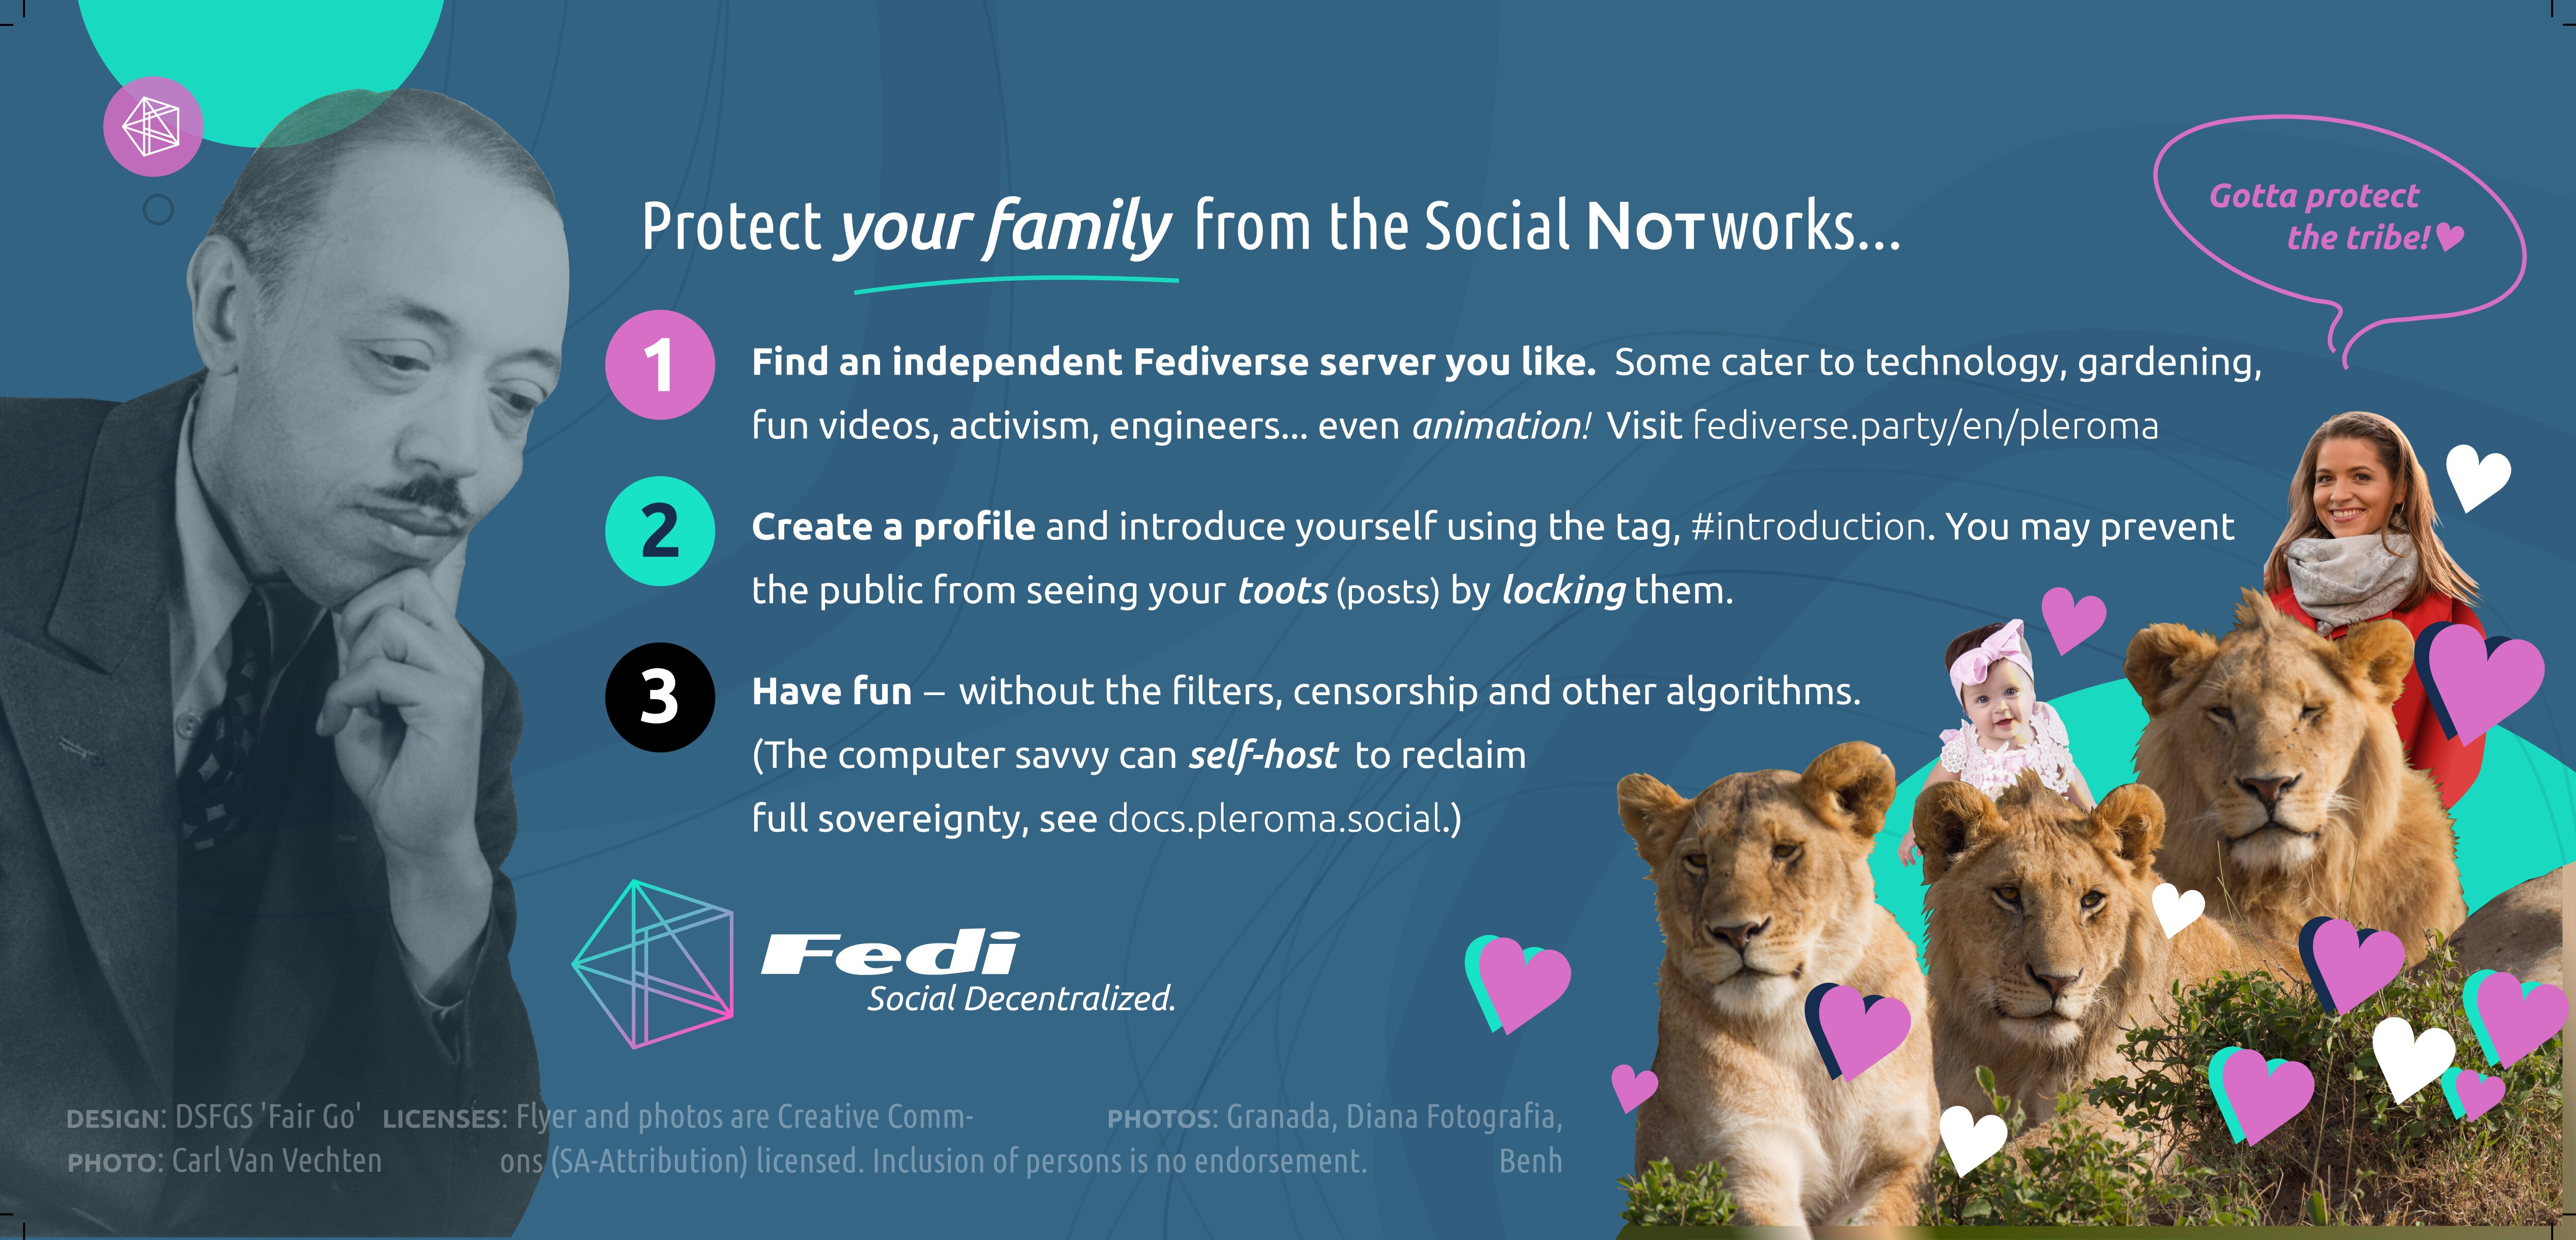 Protect your family from the Social NOTworks...
Gotta protect
the tribe!
1
Find an independent Fediverse server you like. Some cater to technology, gardening,
fun videos, activism, engineers... even animation! Visit fediverse.party/en/pleroma
2
Create a profile and introduce yourself using the tag, #introduction. You may prevent
the public from seeing your toots (posts) by locking them.
3
Have fun – without the filters, censorship and other algorithms.
(The computer savvy can self-host to reclaim
full sovereignty, see docs.pleroma.social.)
Fedi
Social Decentralized.
DESIGN: DSFGS 'Fair Go' LICENSES: Flyer and photos are Creative Comm- PHOTOS: Granada, Diana Fotografia,
PHOTO: Carl Van Vechten ons (SA-Attribution) licensed. Inclusion of persons is no endorsement. Benh